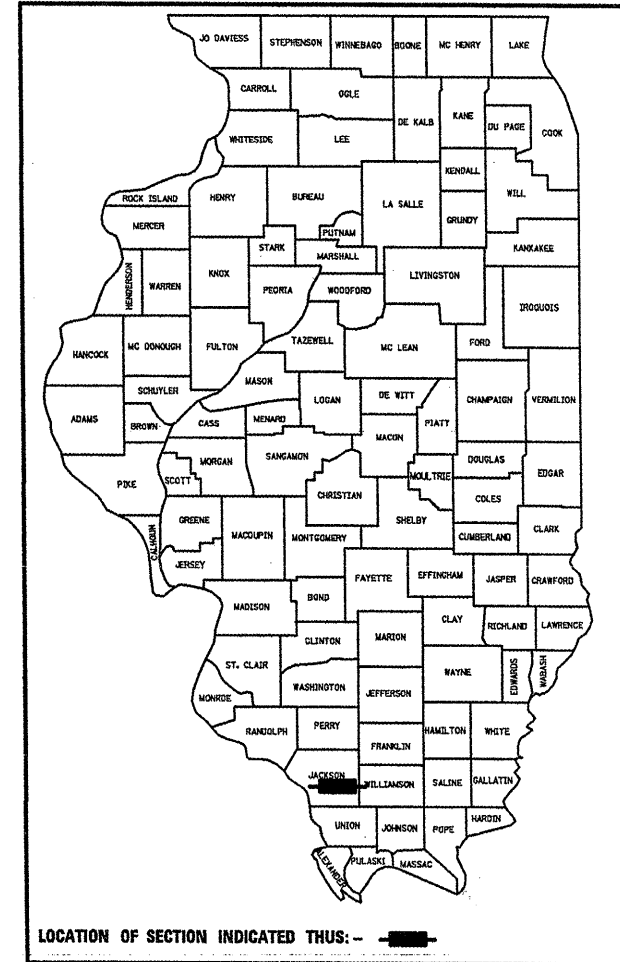 JO DAVIESS STEPHENSON WINNEBAGO BOONE MC HENRY LAKE
CARROLL OGLE DE KALB KANE DU PAGE COOK
WHITESIDE LEE
KENDALL WILL
ROCK ISLAND HENRY BUREAU LA SALLE GRUNDY
MERCER PUTNAM
STARK MARSHALL KANKAKEE
HENDERSON WARREN KNOX PEORIA WOODFORD LIVINGSTON IROQUOIS
HANCOCK MC DONOUGH FULTON TAZEWELL MC LEAN FORD
MASON
SCHUYLER LOGAN DE WITT CHAMPAIGN VERMILION
ADAMS BROWN CASS MENARD PIATT
MACON
PIKE SCOTT MORGAN SANGAMON MOULTRIE DOUGLAS EDGAR
CHRISTIAN COLES
GREENE MACOUPIN MONTGOMERY SHELBY CUMBERLAND CLARK
CALHOUN JERSEY
FAYETTE EFFINGHAM JASPER CRAWFORD
MADISON BOND
CLAY RICHLAND LAWRENCE
CLINTON MARION
ST. CLAIR WAYNE EDWARDS WABASH
MONROE WASHINGTON JEFFERSON
RANDOLPH PERRY HAMILTON WHITE
FRANKLIN
JACKSON WILLIAMSON SALINE GALLATIN
UNION JOHNSON POPE HARDIN
ALEXANDER PULASKI MASSAC
LOCATION OF SECTION INDICATED THUS: -